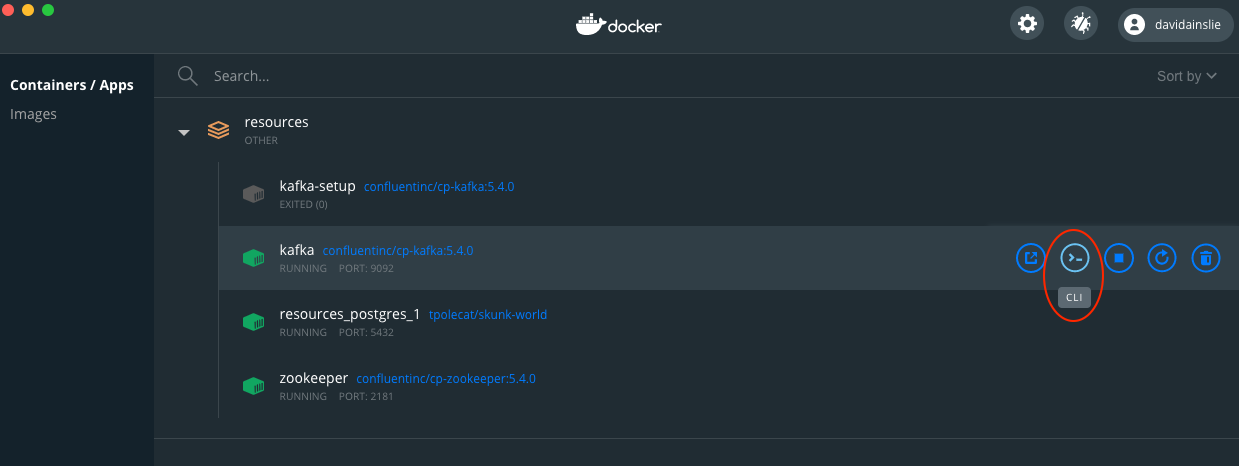 docker
davidainslie
Containers / Apps
Images
Search...
Sort by
resources
OTHER
kafka-setup confluentinc/cp-kafka:5.4.0
EXITED (0)
kafka confluentinc/cp-kafka:5.4.0
RUNNING PORT: 9092
CLI
resources_postgres_1 tpolecat/skunk-world
RUNNING PORT: 5432
zookeeper confluentinc/cp-zookeeper:5.4.0
RUNNING PORT: 2181